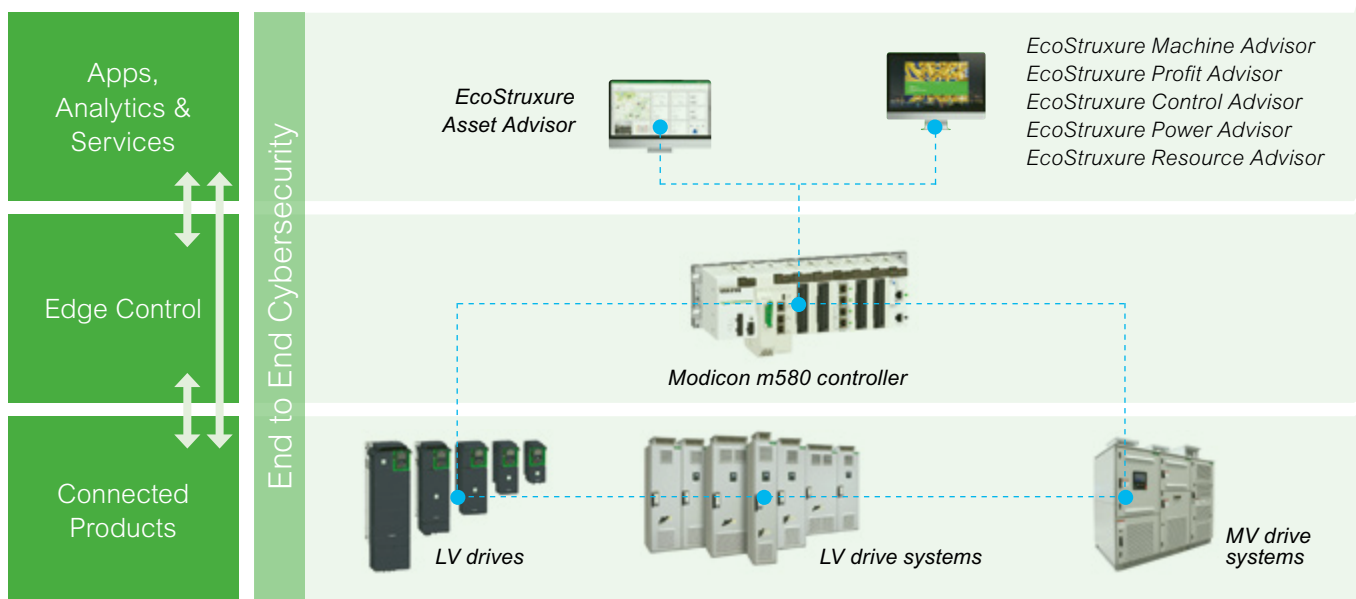 Apps,
Analytics &
Services
Edge Control
Connected
Products
End to End Cybersecurity
EcoStruxure
Asset Advisor
EcoStruxure Machine Advisor
EcoStruxure Profit Advisor
EcoStruxure Control Advisor
EcoStruxure Power Advisor
EcoStruxure Resource Advisor
Modicon m580 controller
LV drives
LV drive systems
MV drive
systems